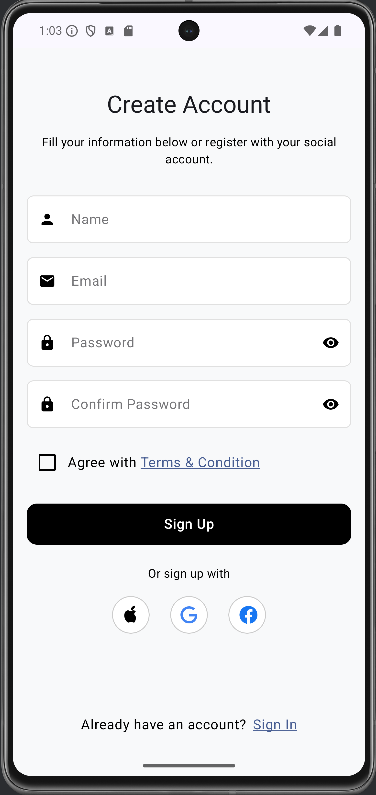 1:03
Create Account
Fill your information below or register with your social
account.
Name
Email
Password
Confirm Password
Agree with Terms & Condition
Sign Up
Or sign up with
Already have an account? Sign In